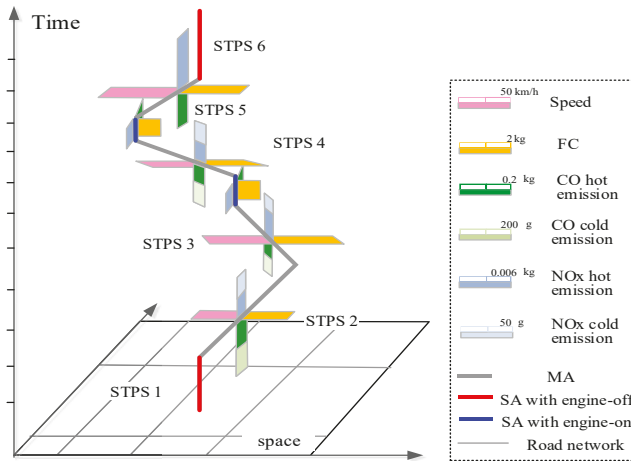 Time
STPS 6
STPS 5
STPS 4
STPS 3
STPS 2
STPS 1
space
50 km/h
Speed
2 kg
FC
0.2 kg
CO hot
emission
200 g
CO cold
emission
0.006 kg
NOx hot
emission
50 g
NOx cold
emission
MA
SA with engine-off
SA with engine-on
Road network